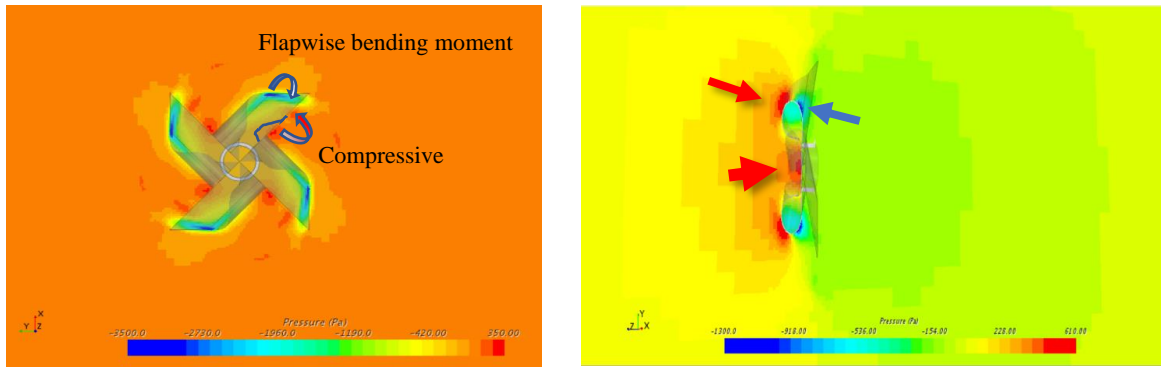 Flapwise bending moment
Compressive
X
Y
Z
Pressure (Pa)
-3500.0 -2730.0 -1960.0 -1190.0 -420.00 350.00
Y
Z X
Pressure (Pa)
-1300.0 -918.00 -536.00 -154.00 228.00 610.00